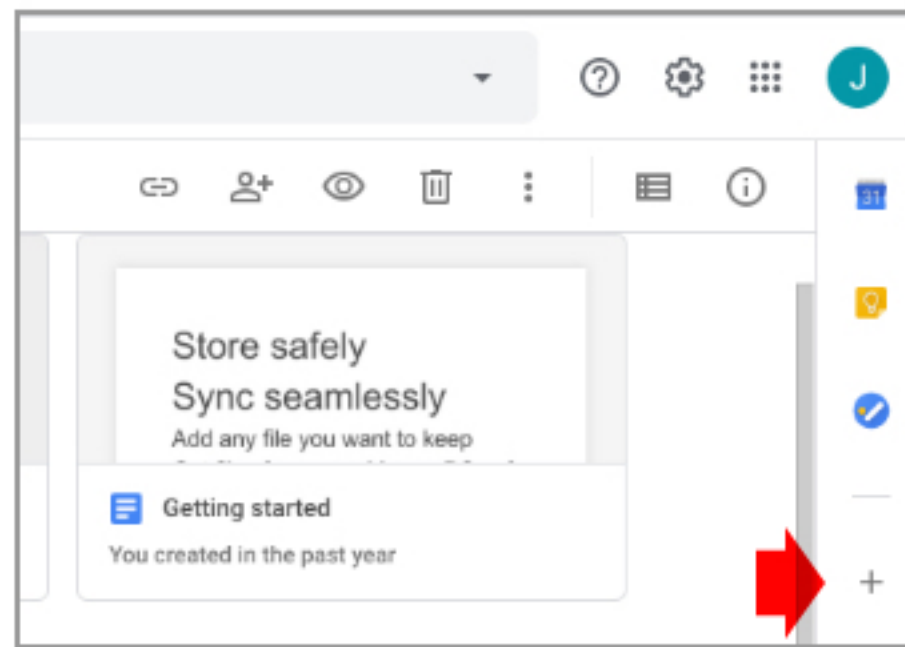 J
31
Store safely
Sync seamlessly
Add any file you want to keep
Getting started
You created in the past year